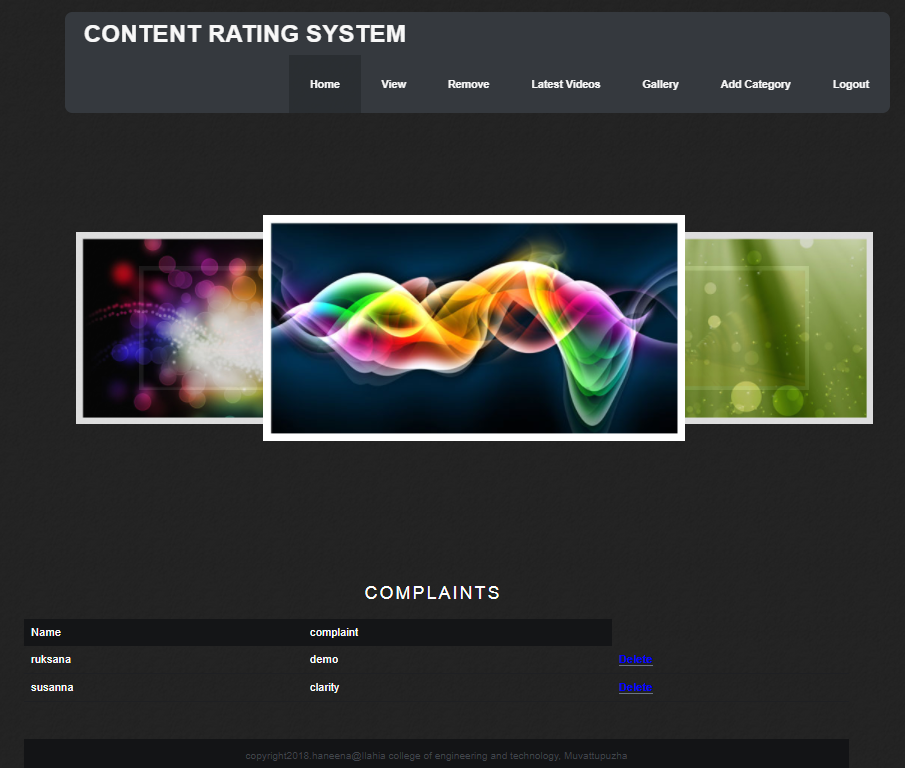 CONTENT RATING SYSTEM
Home View Remove Latest Videos Gallery Add Category Logout
COMPLAINTS
Name complaint
ruksana demo Delete
susanna clarity Delete
copyright2018.haneena@Ilahia college of engineering and technology, Muvattupuzha